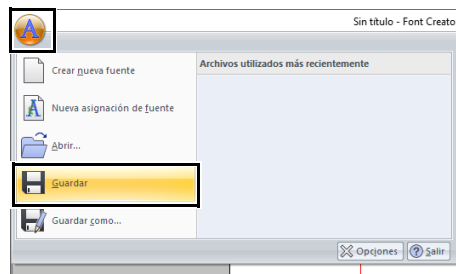 Sin título - Font Creato
Crear nueva fuente
Archivos utilizados más recientemente
Nueva asignación de fuente
Abrir...
Guardar
Guardar como...
Opciones
Salir